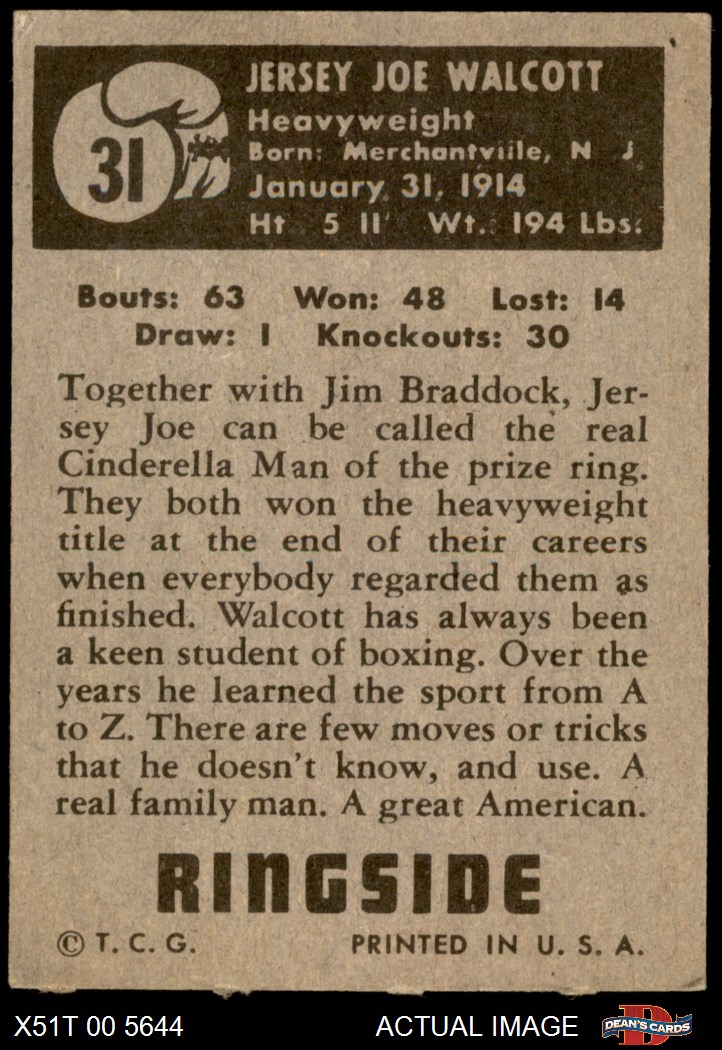 31
JERSEY JOE WALCOTT
Heavyweight
Born: Merchantville, N J.
January 31, 1914
Ht 5 11' Wt.: 194 Lbs.
Bouts: 63 Won: 48 Lost: 14
Draw: 1 Knockouts: 30
Together with Jim Braddock, Jer-
sey Joe can be called the real
Cinderella Man of the prize ring.
They both won the heavyweight
title at the end of their careers
when everybody regarded them as
finished. Walcott has always been
a keen student of boxing. Over the
years he learned the sport from A
to Z. There are few moves or tricks
that he doesn't know, and use. A
real family man. A great American.
RINGSIDE
© T. C. G. PRINTED IN U. S. A.
X51T 00 5644 ACTUAL IMAGE D DEAN'S CARDS